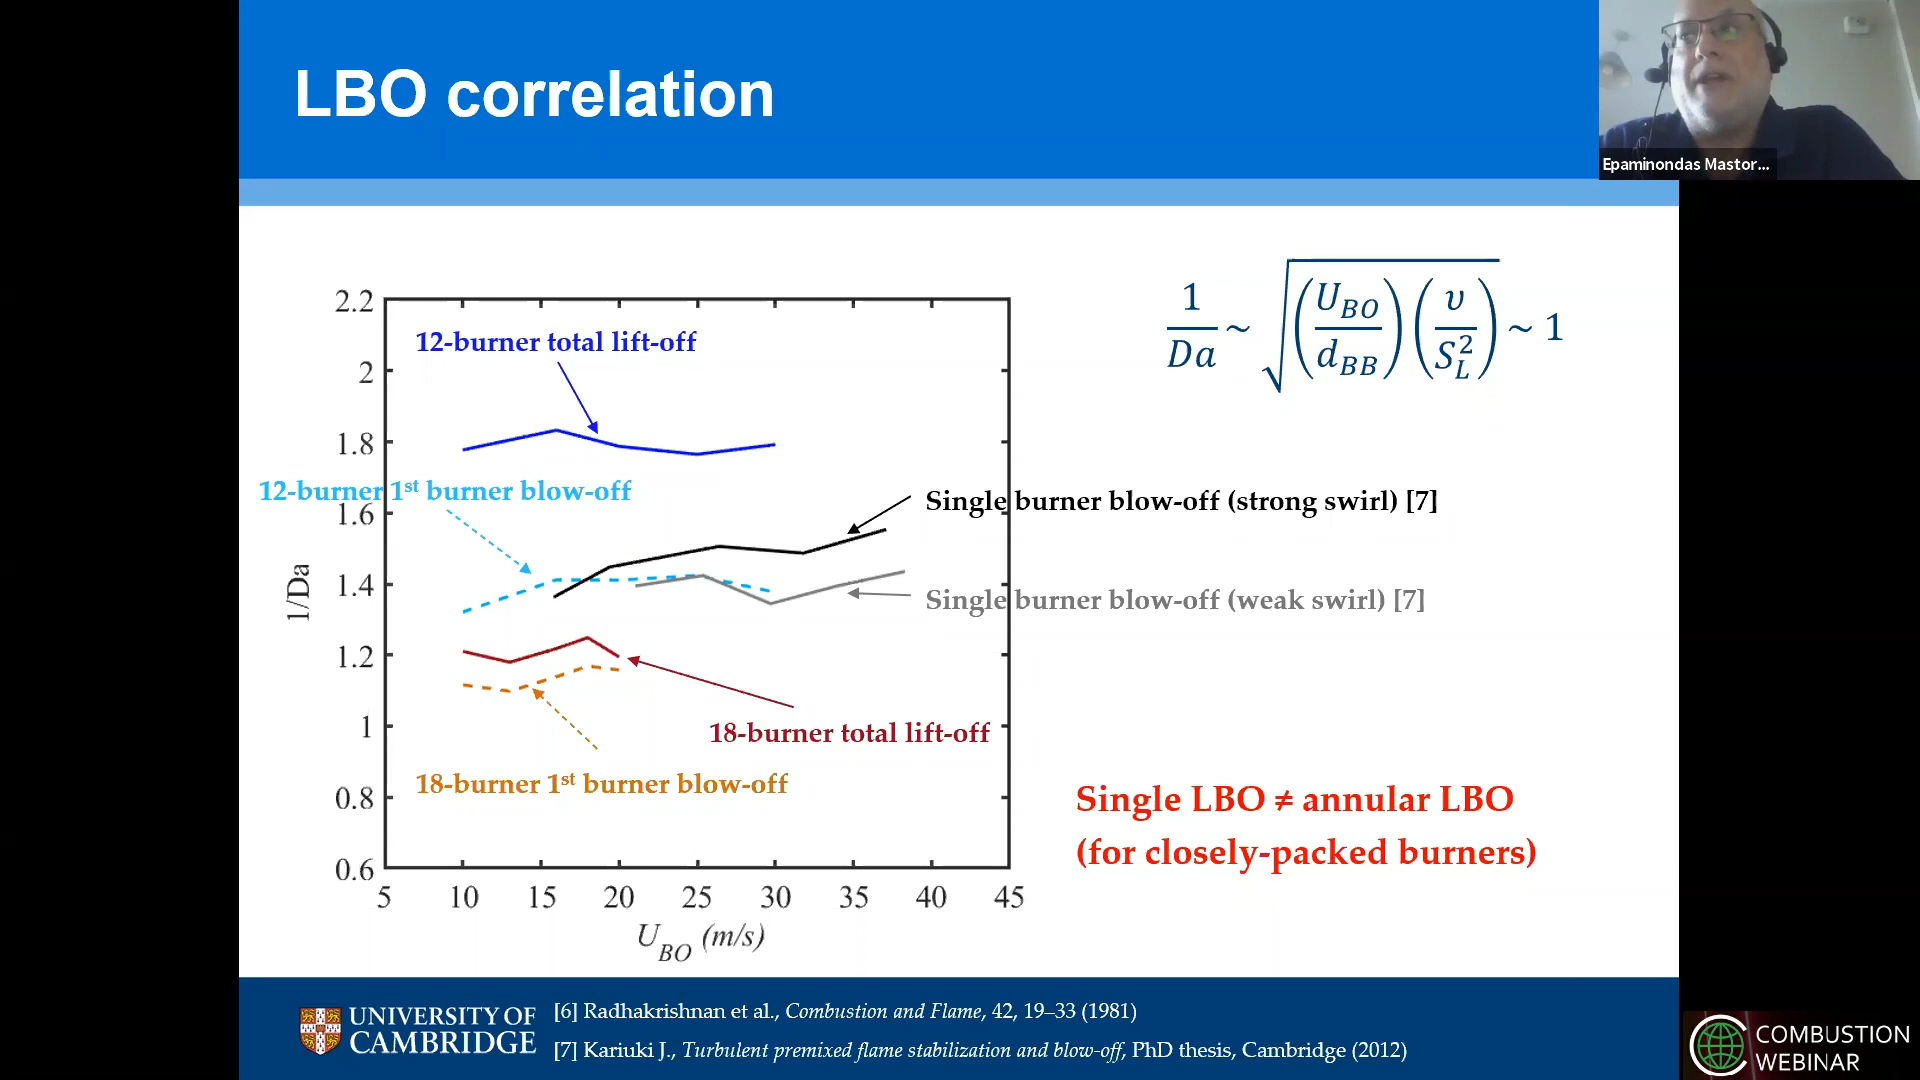 LBO correlation
Epaminondas Mastor...
1/Da ~ √((U_BO/d_BB)(υ/S_L^2)) ~ 1
2.2
12-burner total lift-off
2
1.8
12-burner 1st burner blow-off
1.6
Single burner blow-off (strong swirl) [7]
1/Da
1.4
Single burner blow-off (weak swirl) [7]
1.2
18-burner total lift-off
1
18-burner 1st burner blow-off
0.8
0.6
5 10 15 20 25 30 35 40 45
U_BO (m/s)
Single LBO ≠ annular LBO
(for closely-packed burners)
UNIVERSITY OF
CAMBRIDGE
[6] Radhakrishnan et al., Combustion and Flame, 42, 19–33 (1981)
[7] Kariuki J., Turbulent premixed flame stabilization and blow-off, PhD thesis, Cambridge (2012)
COMBUSTION
WEBINAR